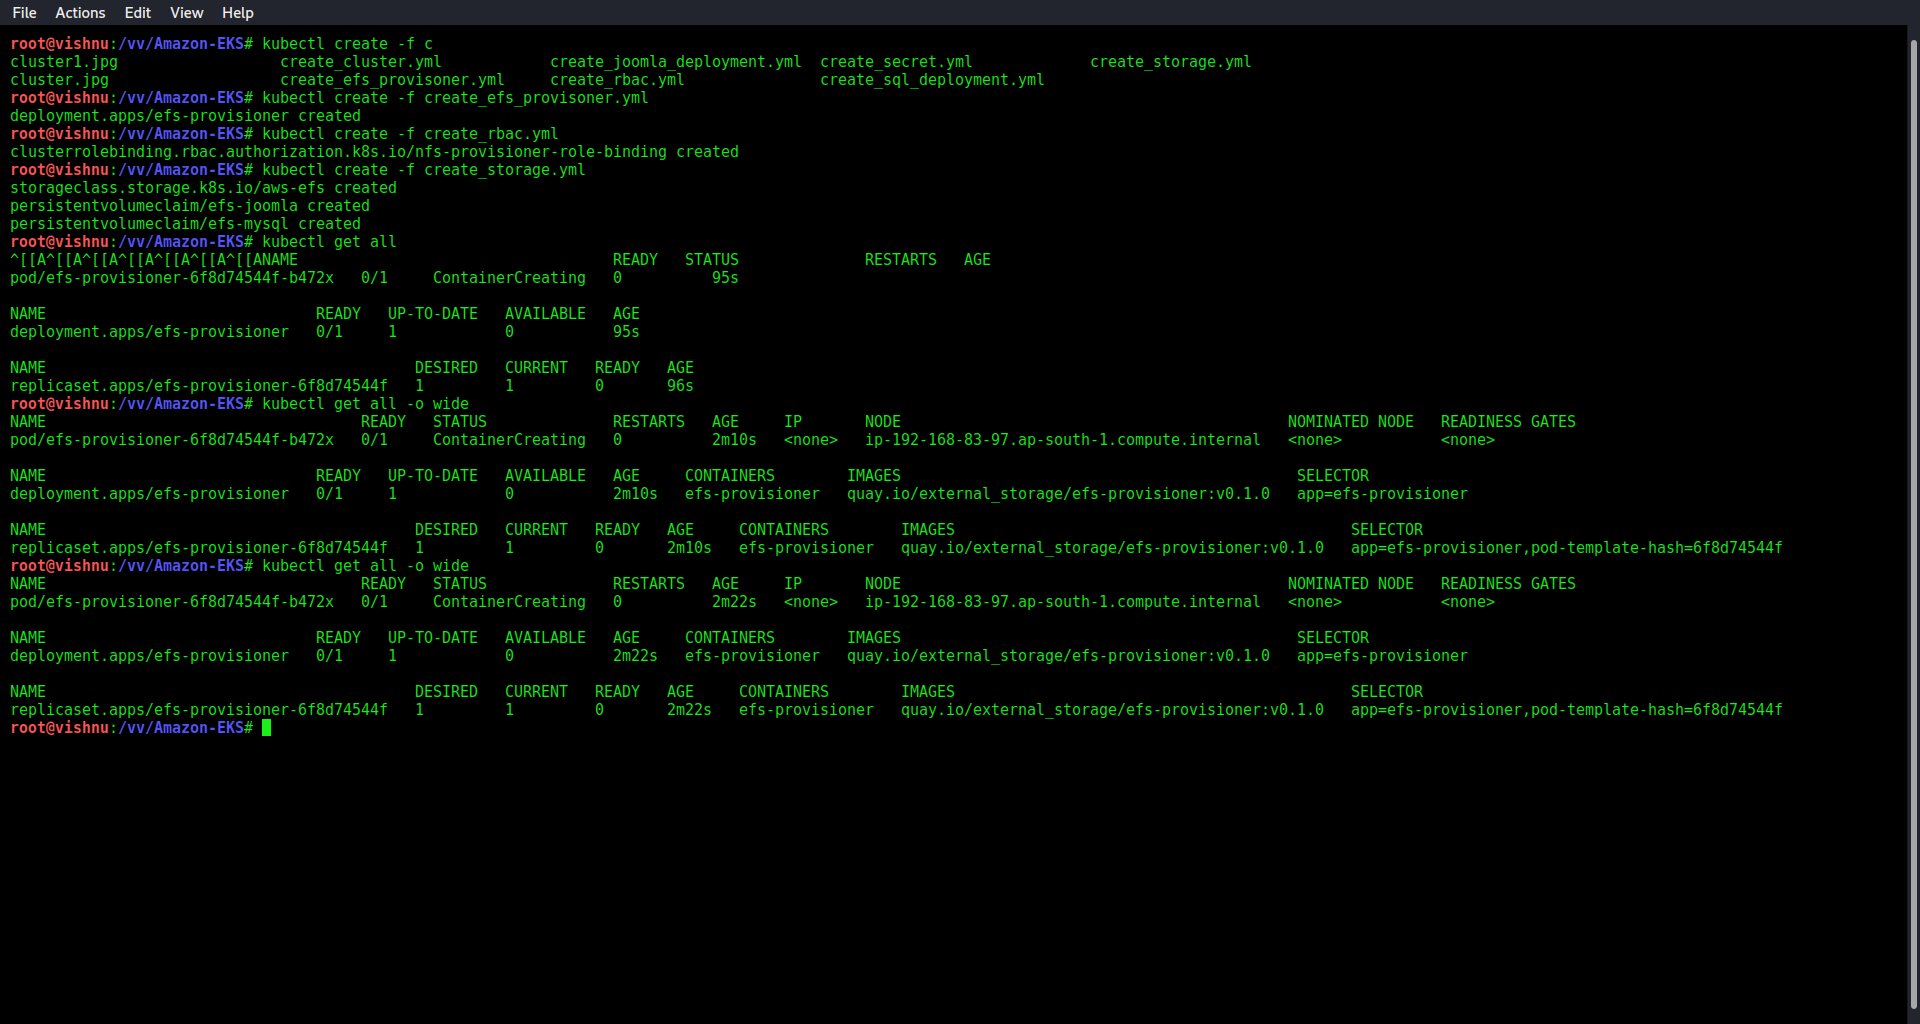 File Actions Edit View Help
root@vishnu:/vv/Amazon-EKS# kubectl create -f c
cluster1.jpg create_cluster.yml create_joomla_deployment.yml create_secret.yml create_storage.yml
cluster.jpg create_efs_provisoner.yml create_rbac.yml create_sql_deployment.yml
root@vishnu:/vv/Amazon-EKS# kubectl create -f create_efs_provisoner.yml
deployment.apps/efs-provisioner created
root@vishnu:/vv/Amazon-EKS# kubectl create -f create_rbac.yml
clusterrolebinding.rbac.authorization.k8s.io/nfs-provisioner-role-binding created
root@vishnu:/vv/Amazon-EKS# kubectl create -f create_storage.yml
storageclass.storage.k8s.io/aws-efs created
persistentvolumeclaim/efs-joomla created
persistentvolumeclaim/efs-mysql created
root@vishnu:/vv/Amazon-EKS# kubectl get all
^[[A^[[A^[[A^[[A^[[A^[[A^[[ANAME READY STATUS RESTARTS AGE
pod/efs-provisioner-6f8d74544f-b472x 0/1 ContainerCreating 0 95s
NAME READY UP-TO-DATE AVAILABLE AGE
deployment.apps/efs-provisioner 0/1 1 0 95s
NAME DESIRED CURRENT READY AGE
replicaset.apps/efs-provisioner-6f8d74544f 1 1 0 96s
root@vishnu:/vv/Amazon-EKS# kubectl get all -o wide
NAME READY STATUS RESTARTS AGE IP NODE NOMINATED NODE READINESS GATES
pod/efs-provisioner-6f8d74544f-b472x 0/1 ContainerCreating 0 2m10s <none> ip-192-168-83-97.ap-south-1.compute.internal <none> <none>
NAME READY UP-TO-DATE AVAILABLE AGE CONTAINERS IMAGES SELECTOR
deployment.apps/efs-provisioner 0/1 1 0 2m10s efs-provisioner quay.io/external_storage/efs-provisioner:v0.1.0 app=efs-provisioner
NAME DESIRED CURRENT READY AGE CONTAINERS IMAGES SELECTOR
replicaset.apps/efs-provisioner-6f8d74544f 1 1 0 2m10s efs-provisioner quay.io/external_storage/efs-provisioner:v0.1.0 app=efs-provisioner,pod-template-hash=6f8d74544f
root@vishnu:/vv/Amazon-EKS# kubectl get all -o wide
NAME READY STATUS RESTARTS AGE IP NODE NOMINATED NODE READINESS GATES
pod/efs-provisioner-6f8d74544f-b472x 0/1 ContainerCreating 0 2m22s <none> ip-192-168-83-97.ap-south-1.compute.internal <none> <none>
NAME READY UP-TO-DATE AVAILABLE AGE CONTAINERS IMAGES SELECTOR
deployment.apps/efs-provisioner 0/1 1 0 2m22s efs-provisioner quay.io/external_storage/efs-provisioner:v0.1.0 app=efs-provisioner
NAME DESIRED CURRENT READY AGE CONTAINERS IMAGES SELECTOR
replicaset.apps/efs-provisioner-6f8d74544f 1 1 0 2m22s efs-provisioner quay.io/external_storage/efs-provisioner:v0.1.0 app=efs-provisioner,pod-template-hash=6f8d74544f
root@vishnu:/vv/Amazon-EKS#